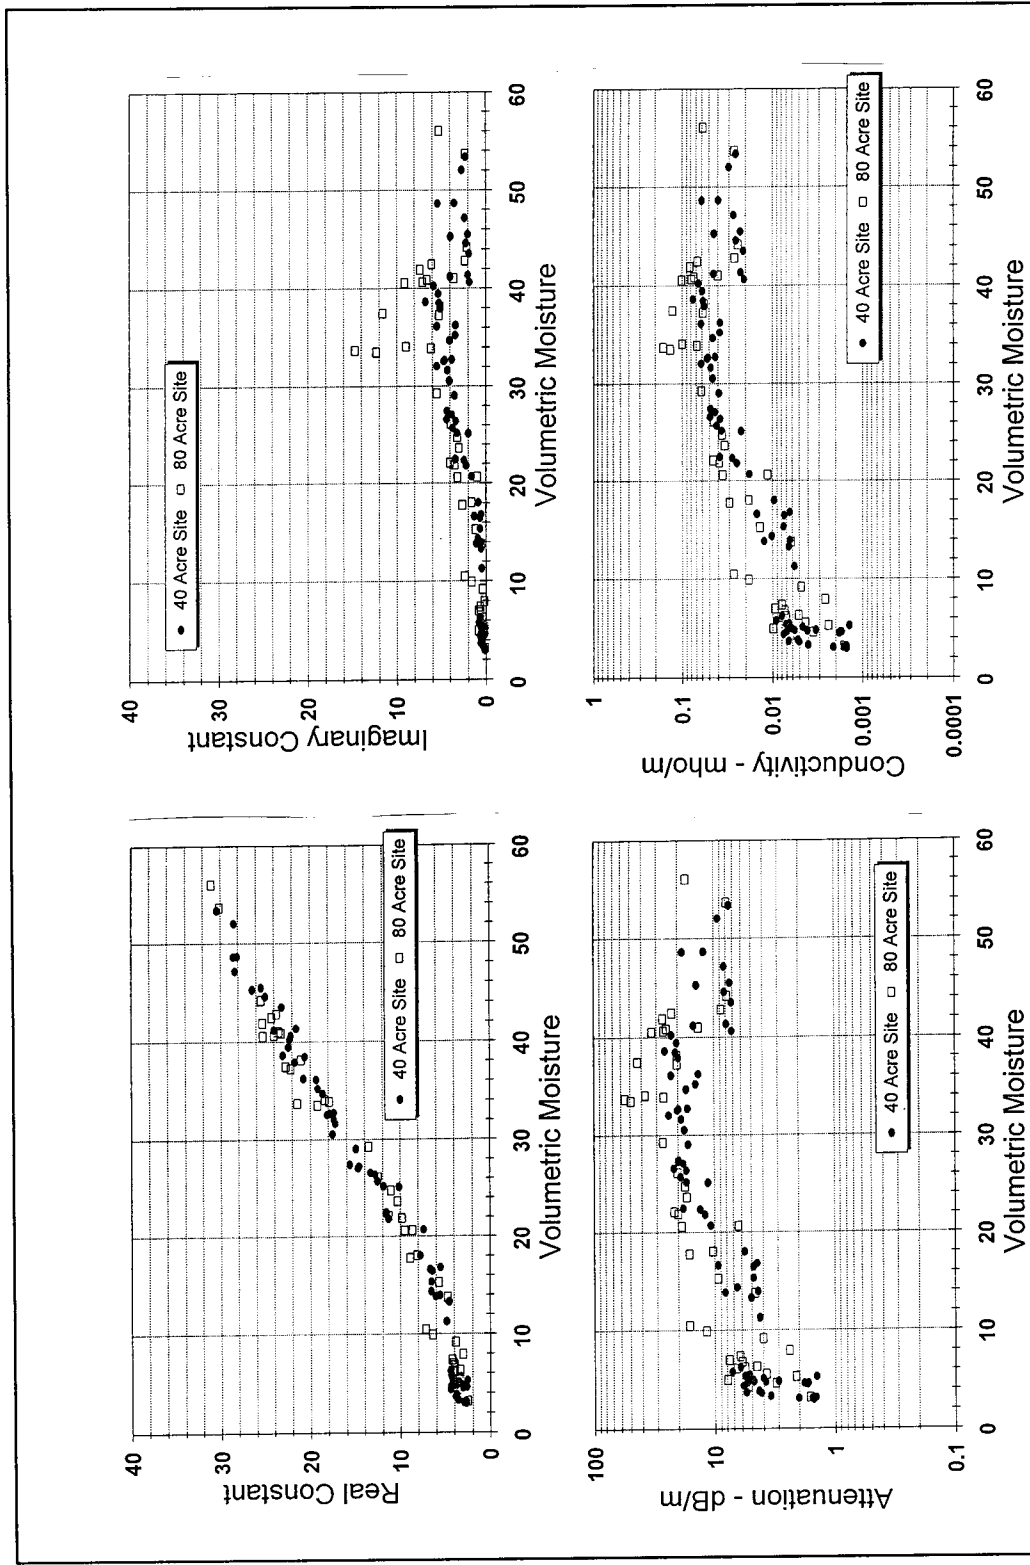 40
30
20
10
0
Real Constant
40 Acre Site
80 Acre Site
0
10
20
30
40
50
60
Volumetric Moisture
40
30
20
10
0
Imaginary Constant
40 Acre Site
80 Acre Site
0
10
20
30
40
50
60
Volumetric Moisture
100
10
1
0.1
Attenuation - dB/m
40 Acre Site
80 Acre Site
0
10
20
30
40
50
60
Volumetric Moisture
1
0.1
0.01
0.001
0.0001
Conductivity - mho/m
40 Acre Site
80 Acre Site
0
10
20
30
40
50
60
Volumetric Moisture